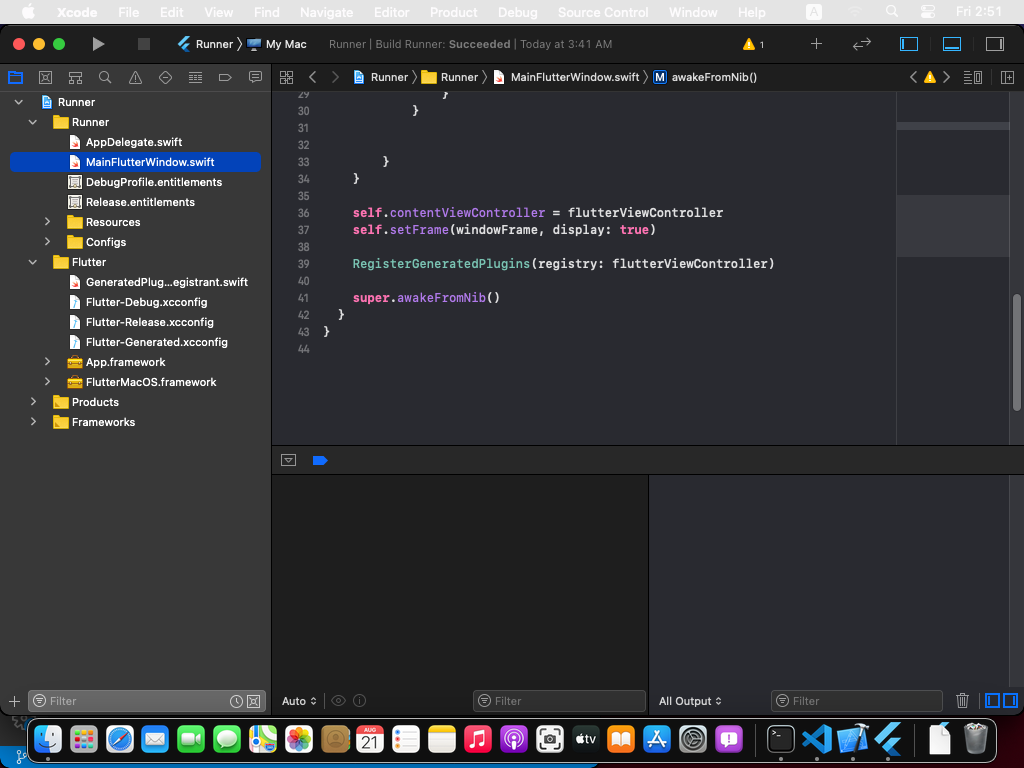 Xcode File Edit View Find Navigate Editor Product Debug Source Control Window Help A Fri 2:51
Runner My Mac Runner | Build Runner: Succeeded | Today at 3:41 AM 1
Runner Runner MainFlutterWindow.swift M awakeFromNib()
Runner
Runner
AppDelegate.swift
MainFlutterWindow.swift
DebugProfile.entitlements
Release.entitlements
Resources
Configs
Flutter
GeneratedPlug...egistrant.swift
Flutter-Debug.xcconfig
Flutter-Release.xcconfig
Flutter-Generated.xcconfig
App.framework
FlutterMacOS.framework
Products
Frameworks
29 }
30 }
31
32
33 }
34 }
35
36 self.contentViewController = flutterViewController
37 self.setFrame(windowFrame, display: true)
38
39 RegisterGeneratedPlugins(registry: flutterViewController)
40
41 super.awakeFromNib()
42 }
43 }
44
Filter
Auto
Filter
All Output
Filter
AUG
21
tv